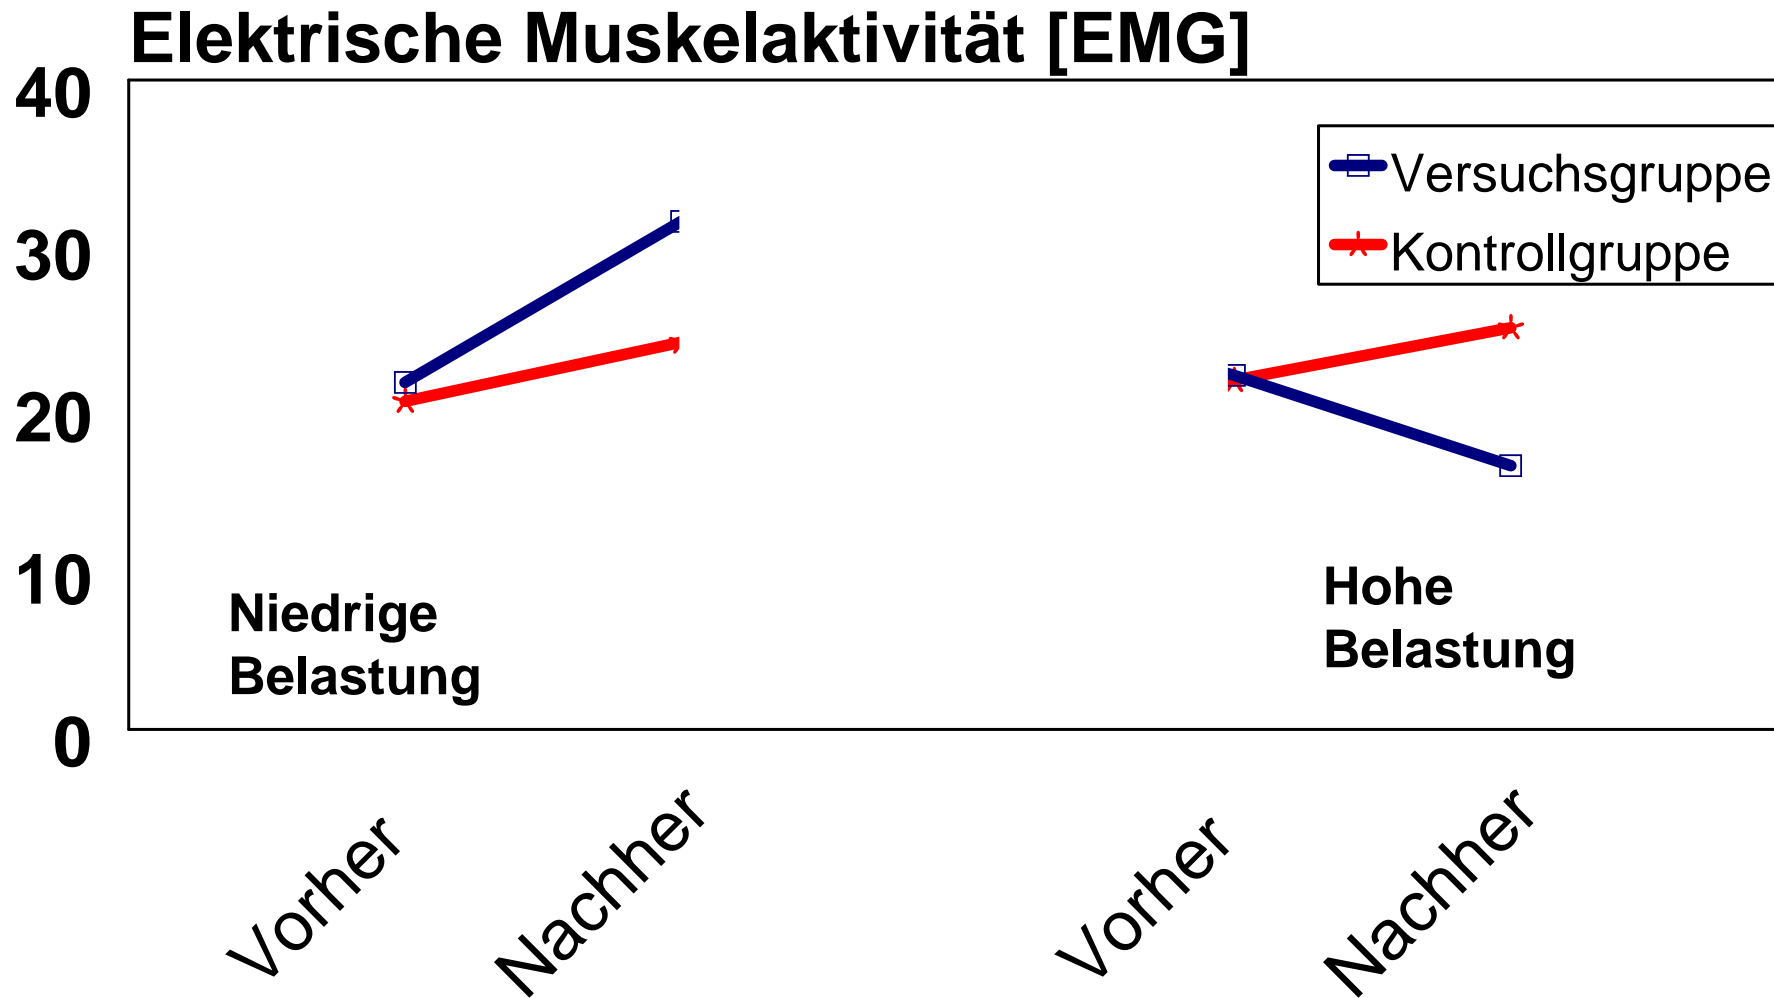 Elektrische Muskelaktivität [EMG]
40
30
20
10
0
Versuchsgruppe
Kontrollgruppe
Niedrige
Belastung
Hohe
Belastung
Vorher
Nachher
Vorher
Nachher